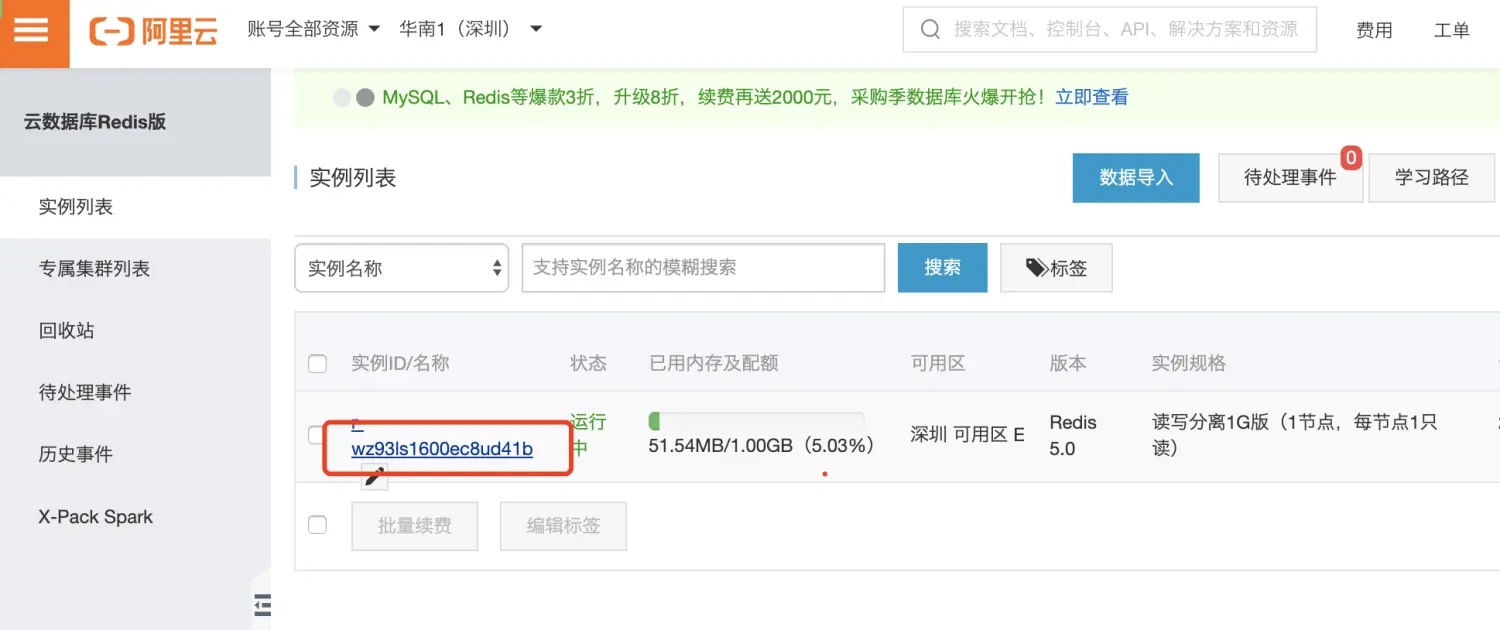 阿里云 账号全部资源 华南1（深圳） 搜索文档、控制台、API、解决方案和资源 费用 工单
MySQL、Redis等爆款3折，升级8折，续费再送2000元，采购季数据库火爆开抢！立即查看
云数据库Redis版
实例列表
专属集群列表
回收站
待处理事件
历史事件
X-Pack Spark
实例列表
数据导入 待处理事件 0 学习路径
实例名称 支持实例名称的模糊搜索 搜索 标签
实例ID/名称 状态 已用内存及配额 可用区 版本 实例规格
r-
wz93ls1600ec8ud41b
运行
中
51.54MB/1.00GB（5.03%）
深圳 可用区 E
Redis
5.0
读写分离1G版（1节点，每节点1只
读）
批量续费 编辑标签